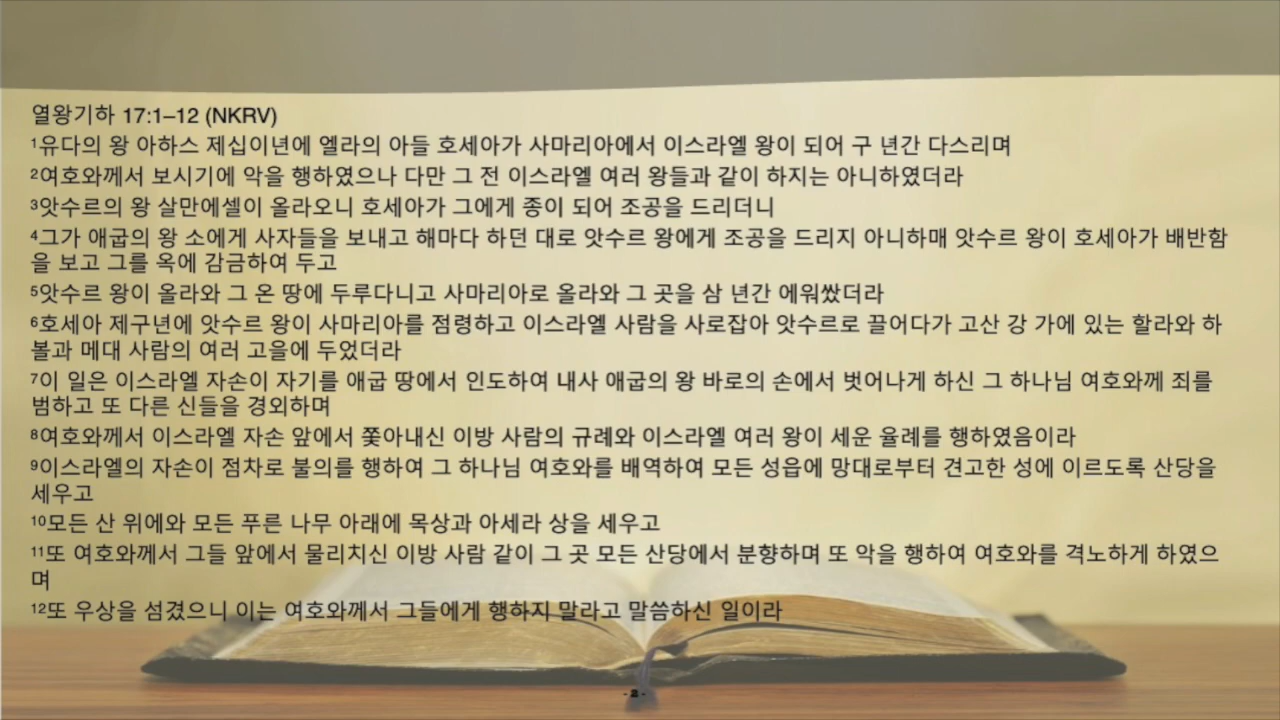 열왕기하 17:1–12 (NKRV)
¹유다의 왕 아하스 제십이년에 엘라의 아들 호세아가 사마리아에서 이스라엘 왕이 되어 구 년간 다스리며
²여호와께서 보시기에 악을 행하였으나 다만 그 전 이스라엘 여러 왕들과 같이 하지는 아니하였더라
³앗수르의 왕 살만에셀이 올라오니 호세아가 그에게 종이 되어 조공을 드리더니
⁴그가 애굽의 왕 소에게 사자들을 보내고 해마다 하던 대로 앗수르 왕에게 조공을 드리지 아니하매 앗수르 왕이 호세아가 배반함
을 보고 그를 옥에 감금하여 두고
⁵앗수르 왕이 올라와 그 온 땅에 두루다니고 사마리아로 올라와 그 곳을 삼 년간 에워쌌더라
⁶호세아 제구년에 앗수르 왕이 사마리아를 점령하고 이스라엘 사람을 사로잡아 앗수르로 끌어다가 고산 강 가에 있는 할라와 하
볼과 메대 사람의 여러 고을에 두었더라
⁷이 일은 이스라엘 자손이 자기를 애굽 땅에서 인도하여 내사 애굽의 왕 바로의 손에서 벗어나게 하신 그 하나님 여호와께 죄를
범하고 또 다른 신들을 경외하며
⁸여호와께서 이스라엘 자손 앞에서 쫓아내신 이방 사람의 규례와 이스라엘 여러 왕이 세운 율례를 행하였음이라
⁹이스라엘의 자손이 점차로 불의를 행하여 그 하나님 여호와를 배역하여 모든 성읍에 망대로부터 견고한 성에 이르도록 산당을
세우고
¹⁰모든 산 위에와 모든 푸른 나무 아래에 목상과 아세라 상을 세우고
¹¹또 여호와께서 그들 앞에서 물리치신 이방 사람 같이 그 곳 모든 산당에서 분향하며 또 악을 행하여 여호와를 격노하게 하였으
며
¹²또 우상을 섬겼으니 이는 여호와께서 그들에게 행하지 말라고 말씀하신 일이라
- 2 -